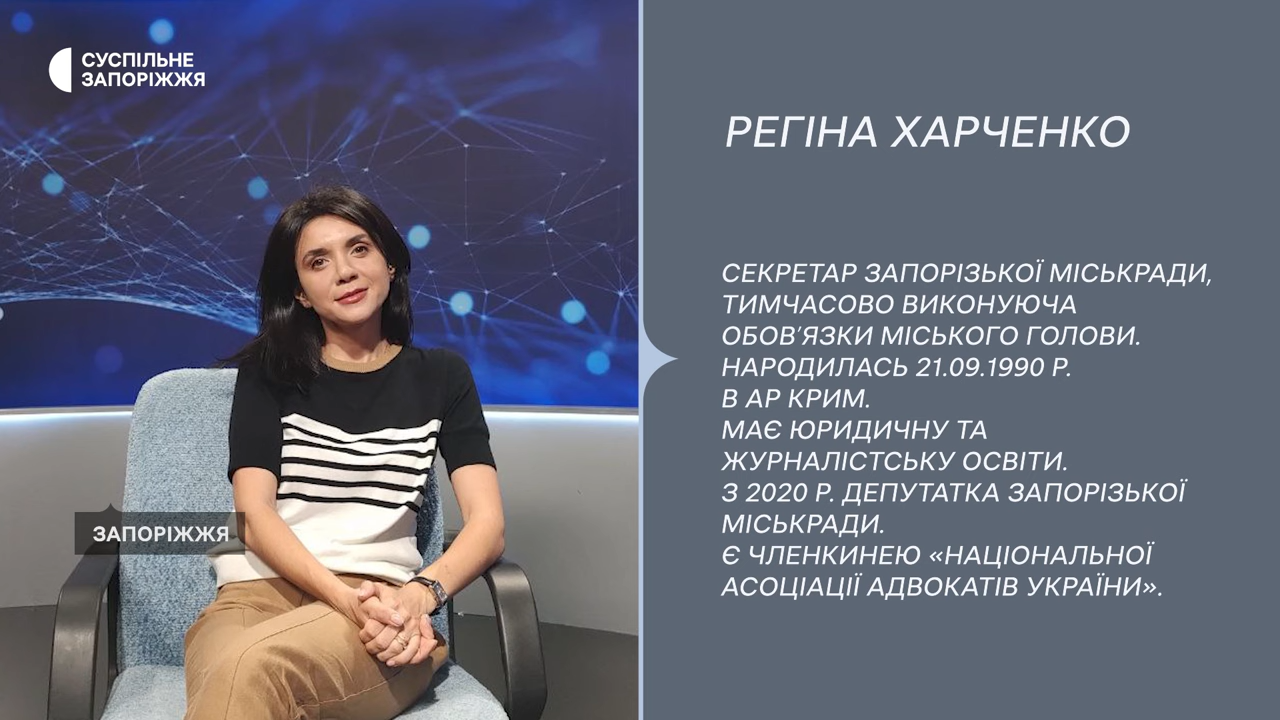 СУСПІЛЬНЕ
ЗАПОРІЖЖЯ
ЗАПОРІЖЖЯ
РЕГІНА ХАРЧЕНКО
СЕКРЕТАР ЗАПОРІЗЬКОЇ МІСЬКРАДИ,
ТИМЧАСОВО ВИКОНУЮЧА
ОБОВ'ЯЗКИ МІСЬКОГО ГОЛОВИ.
НАРОДИЛАСЬ 21.09.1990 Р.
В АР КРИМ.
МАЄ ЮРИДИЧНУ ТА
ЖУРНАЛІСТСЬКУ ОСВІТИ.
З 2020 Р. ДЕПУТАТКА ЗАПОРІЗЬКОЇ
МІСЬКРАДИ.
Є ЧЛЕНКИНЕЮ «НАЦІОНАЛЬНОЇ
АСОЦІАЦІЇ АДВОКАТІВ УКРАЇНИ».